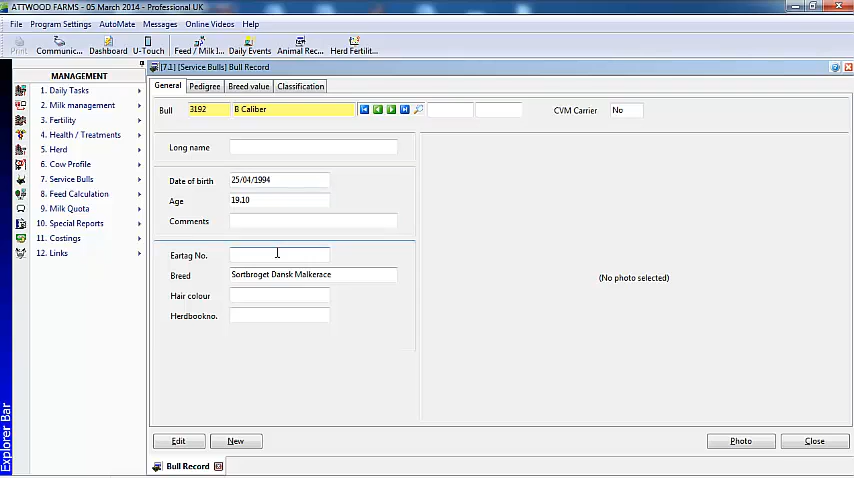 ATTWOOD FARMS - 05 March 2014 - Professional UK
File Program Settings AutoMate Messages Online Videos Help
Print Communic... Dashboard U-Touch Feed / Milk I... Daily Events Animal Rec... Herd Fertilit...
MANAGEMENT
1. Daily Tasks
2. Milk management
3. Fertility
4. Health / Treatments
5. Herd
6. Cow Profile
7. Service Bulls
8. Feed Calculation
9. Milk Quota
10. Special Reports
11. Costings
12. Links
Explorer Bar
[7.1] [Service Bulls] Bull Record
General Pedigree Breed value Classification
Bull 3192 B Caliber CVM Carrier No
Long name
Date of birth 25/04/1994
Age 19.10
Comments
Eartag No.
Breed Sortbroget Dansk Malkerace
Hair colour
Herdbookno.
(No photo selected)
Edit New Photo Close
Bull Record